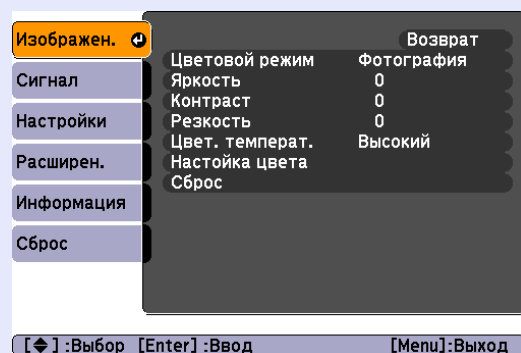 Изображен.
Сигнал
Настройки
Расширен.
Информация
Сброс
Возврат
Цветовой режим Фотография
Яркость 0
Контраст 0
Резкость 0
Цвет. температ. Высокий
Настойка цвета
Сброс
[◆] :Выбор [Enter] :Ввод [Menu]:Выход